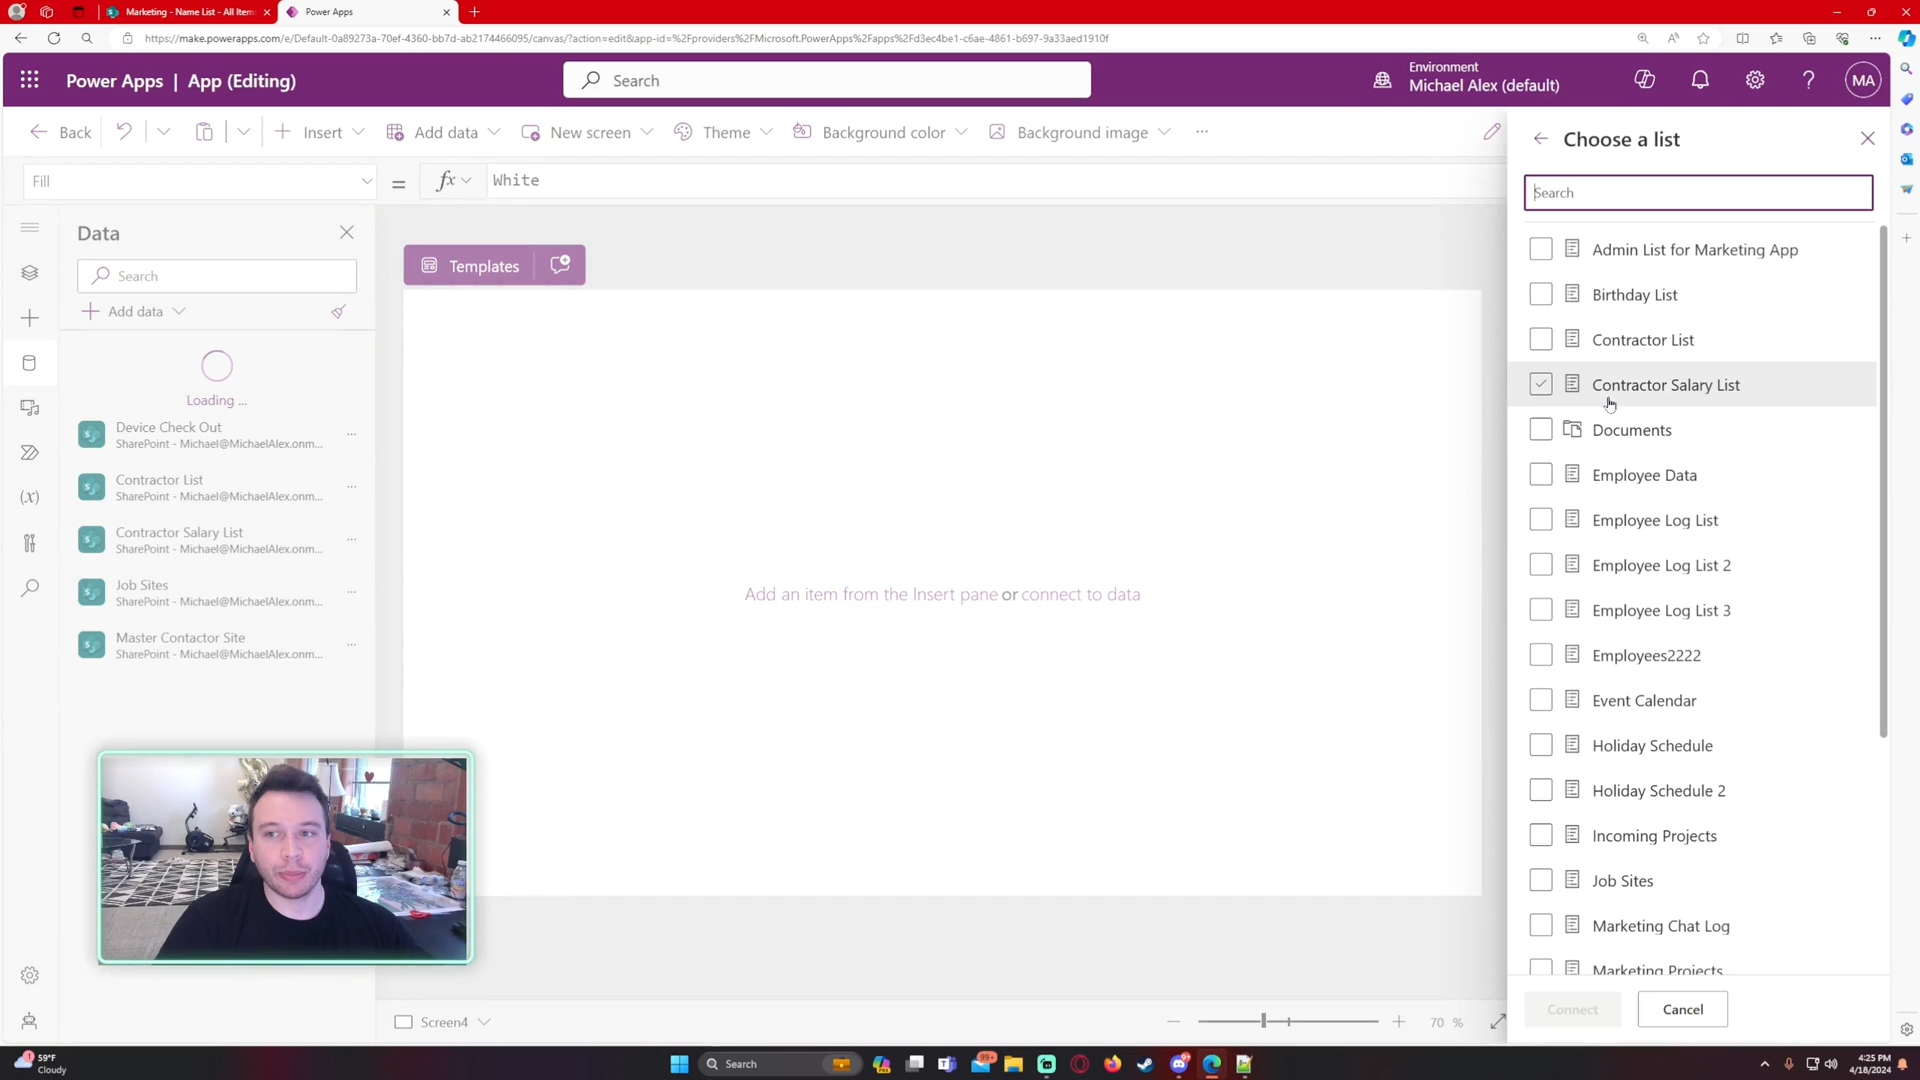 Marketing - Name List - All Item
Power Apps
https://make.powerapps.com/e/Default-0a89273a-70ef-4360-bb7d-ab2174466095/canvas/?action=edit&app-id=%2Fproviders%2FMicrosoft.PowerApps%2Fapps%2Fd3ec4be1-c6ae-4861-b697-9a33aed1910f
Power Apps | App (Editing)
Search
Environment
Michael Alex (default)
MA
Back
Insert
Add data
New screen
Theme
Background color
Background image
...
Fill
=
fx
White
Data
Search
Add data
Loading ...
Device Check Out
SharePoint - Michael@MichaelAlex.onm...
Contractor List
SharePoint - Michael@MichaelAlex.onm...
Contractor Salary List
SharePoint - Michael@MichaelAlex.onm...
Job Sites
SharePoint - Michael@MichaelAlex.onm...
Master Contactor Site
SharePoint - Michael@MichaelAlex.onm...
Templates
Add an item from the Insert pane or connect to data
Screen4
70 %
Choose a list
Search
Admin List for Marketing App
Birthday List
Contractor List
Contractor Salary List
Documents
Employee Data
Employee Log List
Employee Log List 2
Employee Log List 3
Employees2222
Event Calendar
Holiday Schedule
Holiday Schedule 2
Incoming Projects
Job Sites
Marketing Chat Log
Marketing Projects
Connect
Cancel
59°F
Cloudy
Search
99+
4:25 PM
4/18/2024